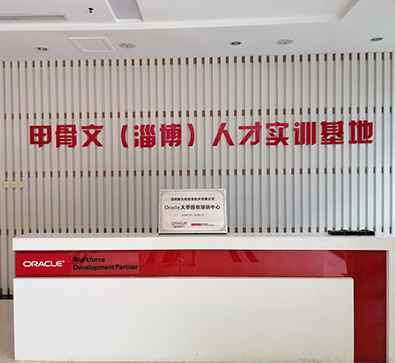 甲骨文（淄博）人才实训基地
Oracle大学授权培训中心
ORACLE
ORACLE
Workforce
Development Partner